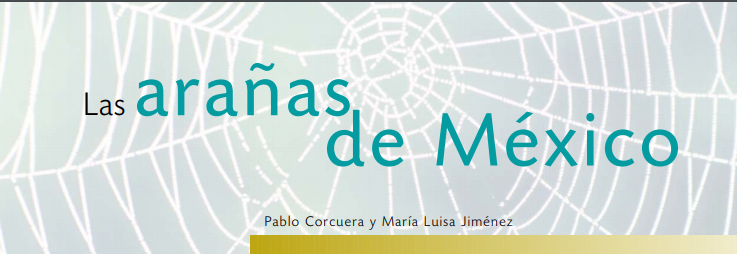 Las arañas
de México
Pablo Corcuera y María Luisa Jiménez